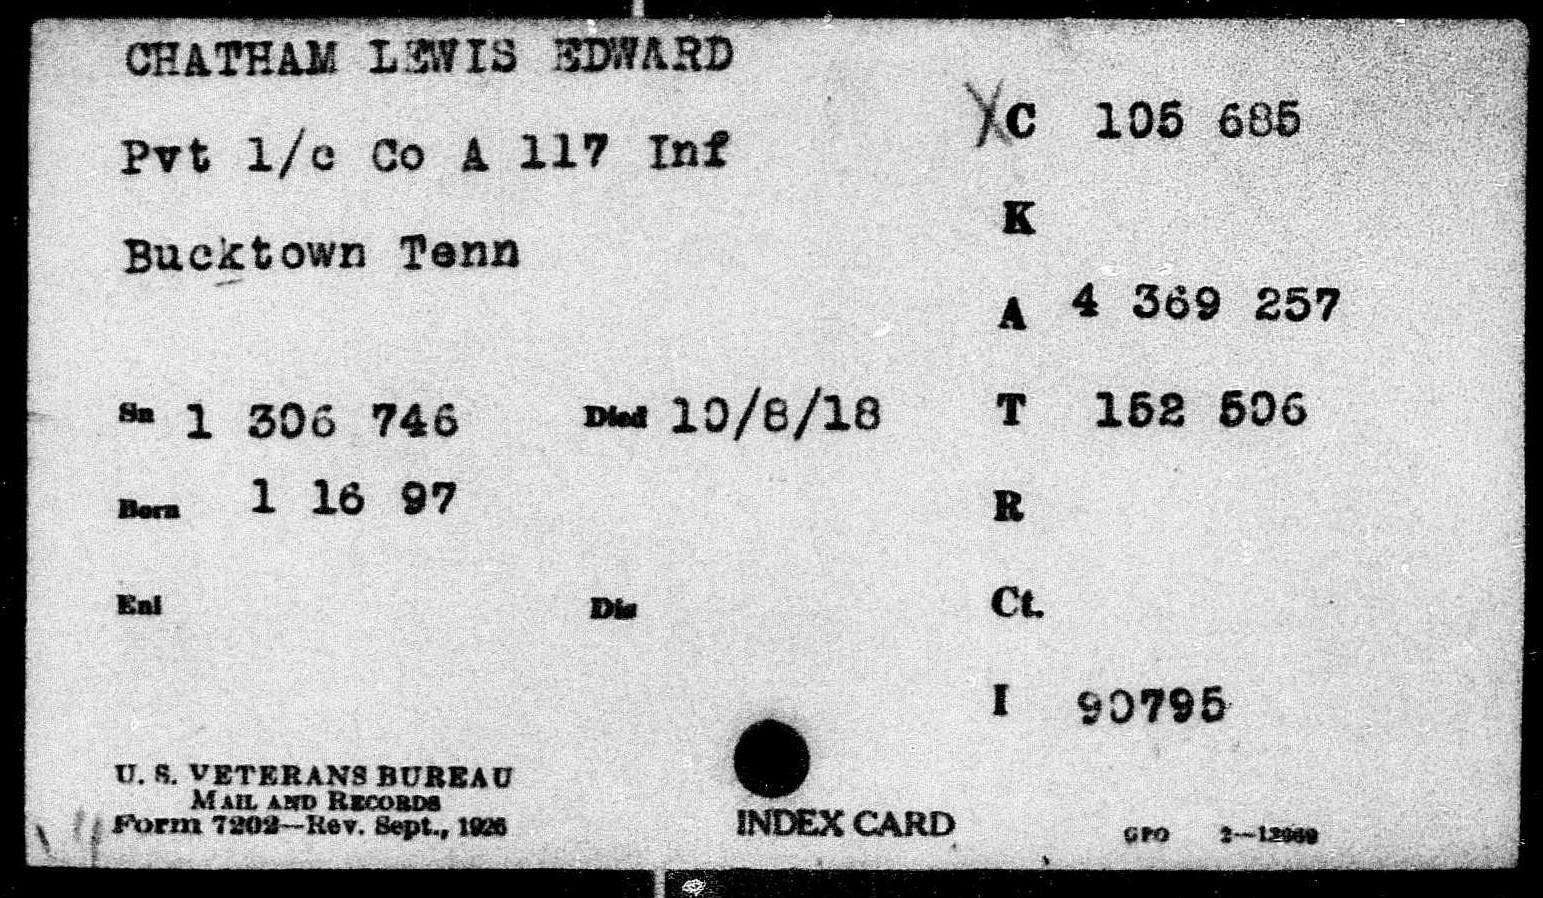 CHATHAM LEWIS EDWARD
XC 105 685
Pvt 1/c Co A 117 Inf
K
Bucktown Tenn
A 4 369 257
Sn 1 306 746 Died 10/8/18
T 152 506
Born 1 16 97
R
Enl Dis
Ct.
I 90795
U. S. VETERANS BUREAU
MAIL AND RECORDS
Form 7202—Rev. Sept., 1926
INDEX CARD
GPO